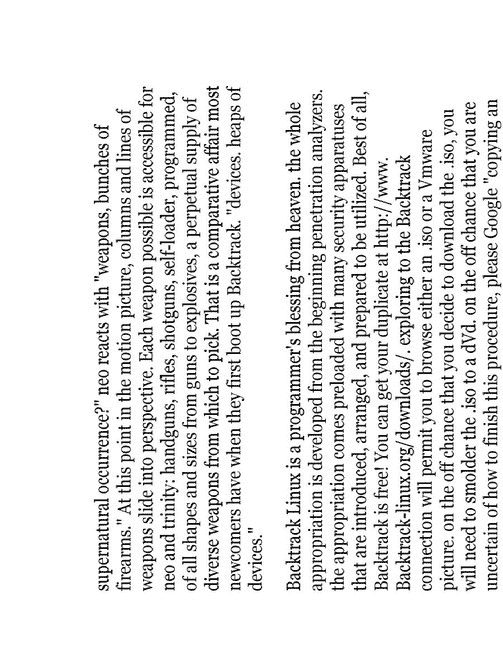 supernatural occurrence?" neo reacts with "weapons, bunches of
firearms." At this point in the motion picture, columns and lines of
weapons slide into perspective. Each weapon possible is accessible for
neo and trinity: handguns, rifles, shotguns, self-loader, programmed,
of all shapes and sizes from guns to explosives, a perpetual supply of
diverse weapons from which to pick. That is a comparative affair most
newcomers have when they first boot up Backtrack. "devices. heaps of
devices."
Backtrack Linux is a programmer's blessing from heaven. the whole
appropriation is developed from the beginning penetration analyzers.
the appropriation comes preloaded with many security apparatuses
that are introduced, arranged, and prepared to be utilized. Best of all,
Backtrack is free! You can get your duplicate at http://www.
Backtrack-linux.org/downloads/. exploring to the Backtrack
connection will permit you to browse either an .iso or a Vmware
picture. on the off chance that you decide to download the .iso, you
will need to smolder the .iso to a dVd. on the off chance that you are
uncertain of how to finish this procedure, please Google "copying an